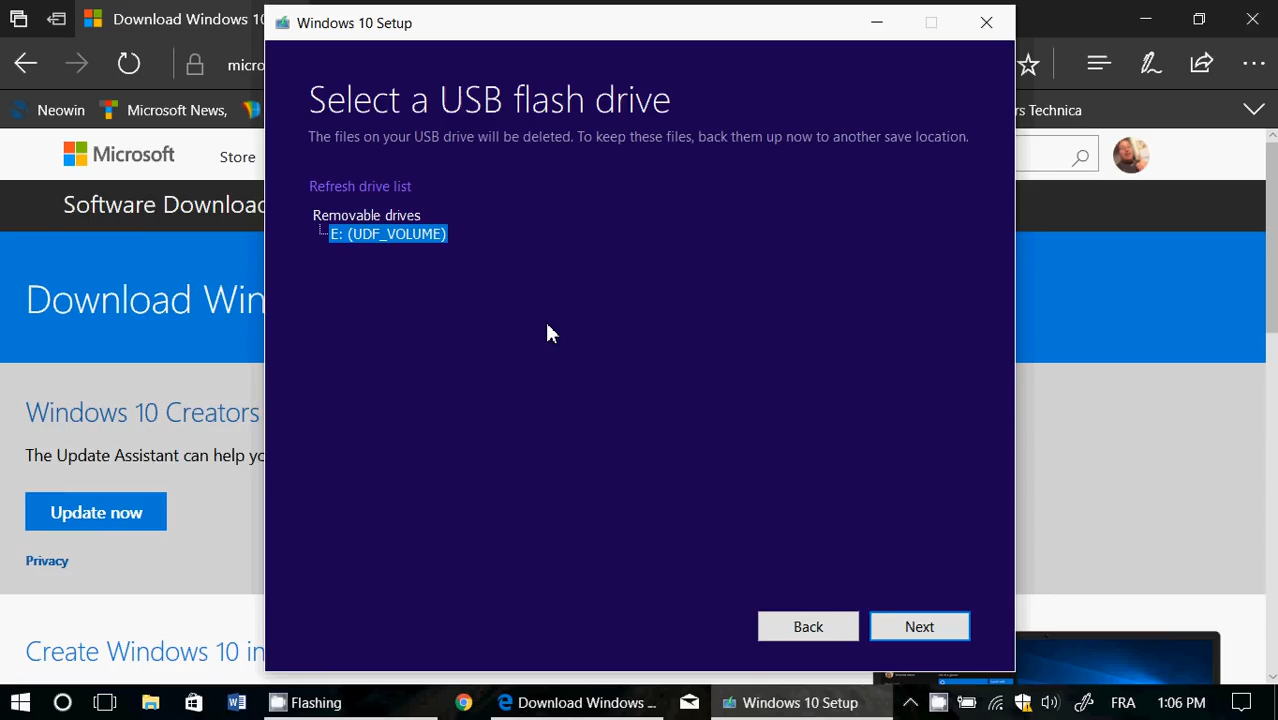 Download Windows 10
Windows 10 Setup
micro
Neowin
Microsoft News,
rs Technica
Microsoft
Store
Software Download
Download Win
Windows 10 Creators
The Update Assistant can help yo
Update now
Privacy
Create Windows 10 in
Select a USB flash drive
The files on your USB drive will be deleted. To keep these files, back them up now to another save location.
Refresh drive list
Removable drives
E: (UDF_VOLUME)
Back
Next
Flashing
Download Windows ...
Windows 10 Setup
FRA
1:06 PM